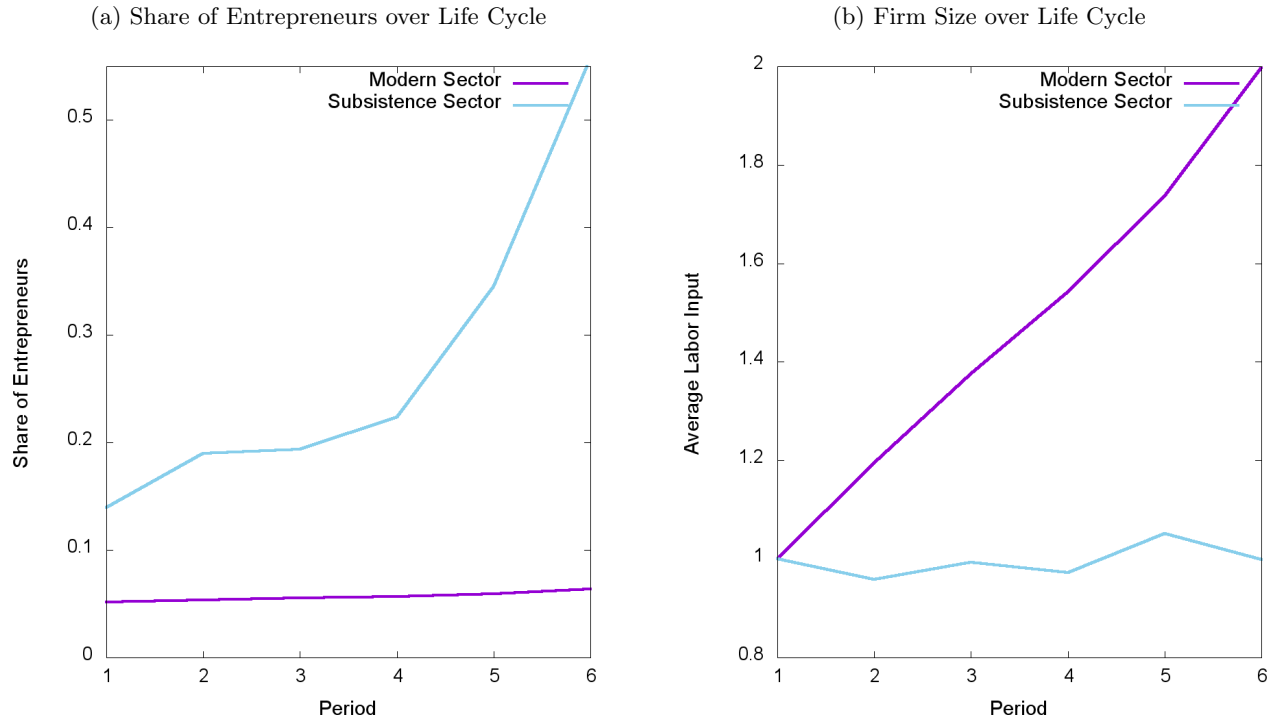 (a) Share of Entrepreneurs over Life Cycle
Modern Sector
Subsistence Sector
0.5
0.4
0.3
0.2
0.1
0
Share of Entrepreneurs
1 2 3 4 5 6
Period
(b) Firm Size over Life Cycle
Modern Sector
Subsistence Sector
2
1.8
1.6
1.4
1.2
1
0.8
Average Labor Input
1 2 3 4 5 6
Period